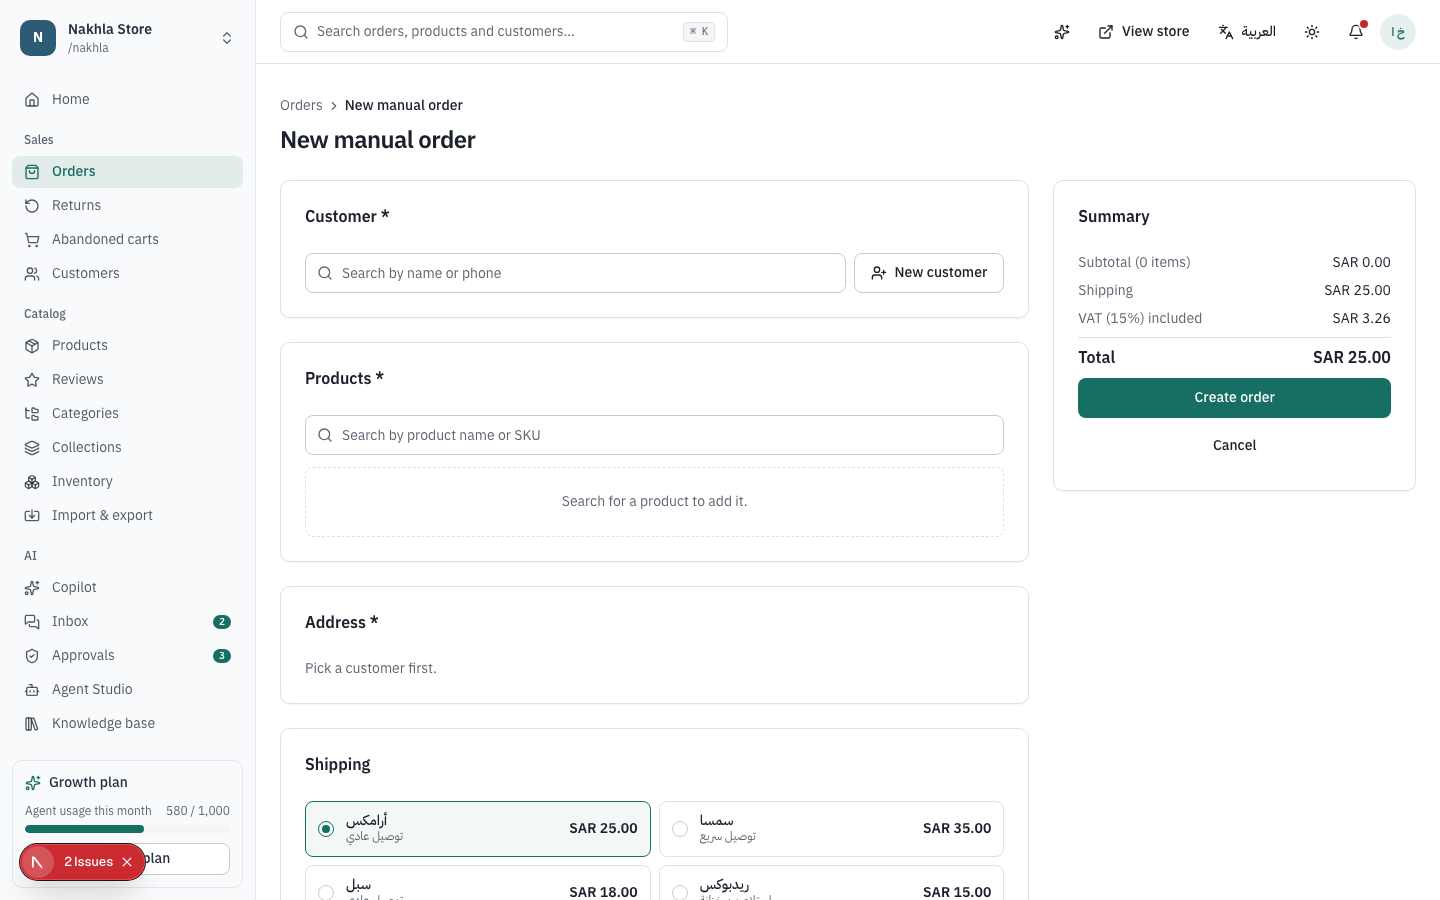 N
Nakhla Store
/nakhla
Search orders, products and customers...
⌘ K
View store
العربية
خ ا
Home
Sales
Orders
Returns
Abandoned carts
Customers
Catalog
Products
Reviews
Categories
Collections
Inventory
Import & export
AI
Copilot
Inbox 2
Approvals 3
Agent Studio
Knowledge base
Growth plan
Agent usage this month 580 / 1,000
plan
2 Issues
Orders > New manual order
New manual order
Customer *
Search by name or phone
New customer
Products *
Search by product name or SKU
Search for a product to add it.
Address *
Pick a customer first.
Shipping
أرامكس
توصيل عادي
SAR 25.00
سمسا
توصيل سريع
SAR 35.00
سبل
توصيل عادي
SAR 18.00
ريدبوكس
SAR 15.00
Summary
Subtotal (0 items) SAR 0.00
Shipping SAR 25.00
VAT (15%) included SAR 3.26
Total SAR 25.00
Create order
Cancel